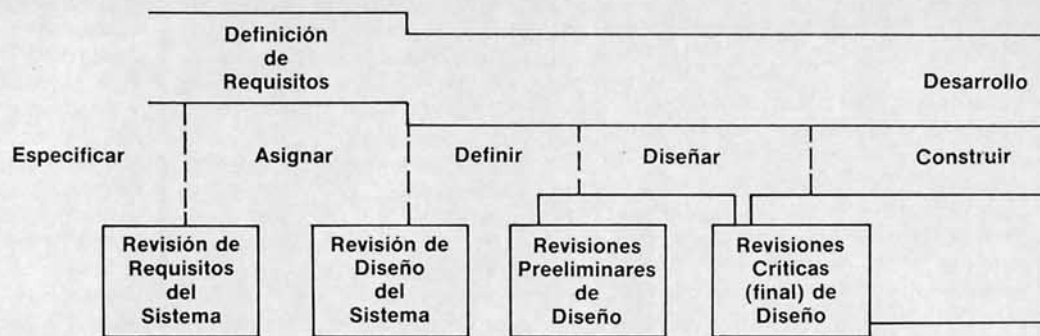 Definición
de
Requisitos
Desarrollo
Especificar Asignar Definir Diseñar Construir
Revisión de
Requisitos
del
Sistema
Revisión de
Diseño
del
Sistema
Revisiones
Preeliminares
de
Diseño
Revisiones
Críticas
(final) de
Diseño